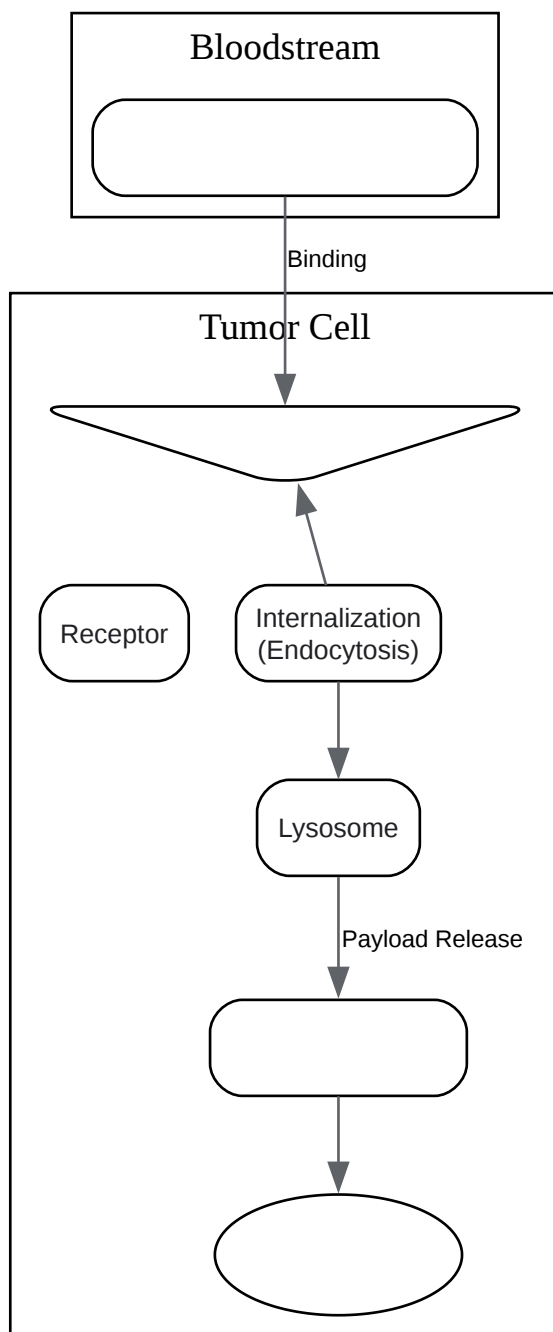 Bloodstream
Binding
Tumor Cell
Receptor
Internalization
(Endocytosis)
Lysosome
Payload Release